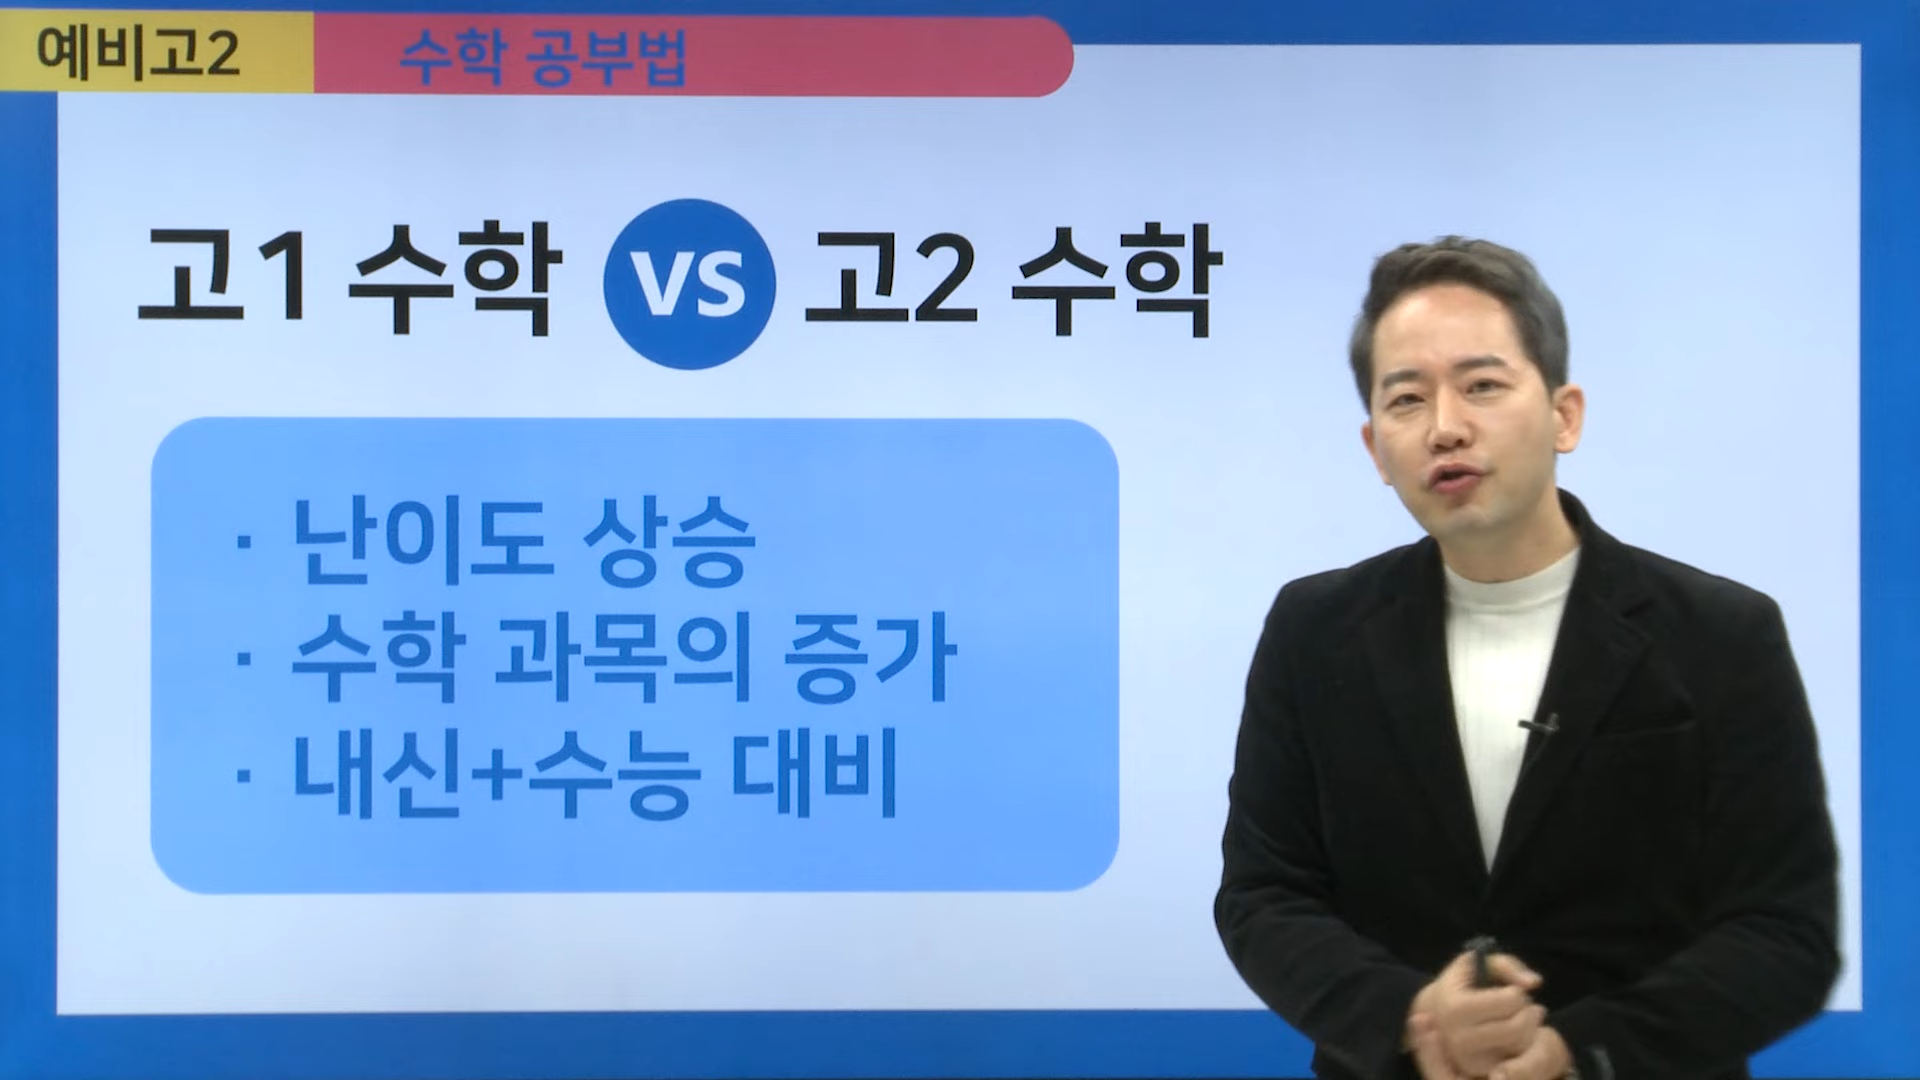 예비고2 수학 공부법
고1 수학 VS 고2 수학
· 난이도 상승
· 수학 과목의 증가
· 내신+수능 대비